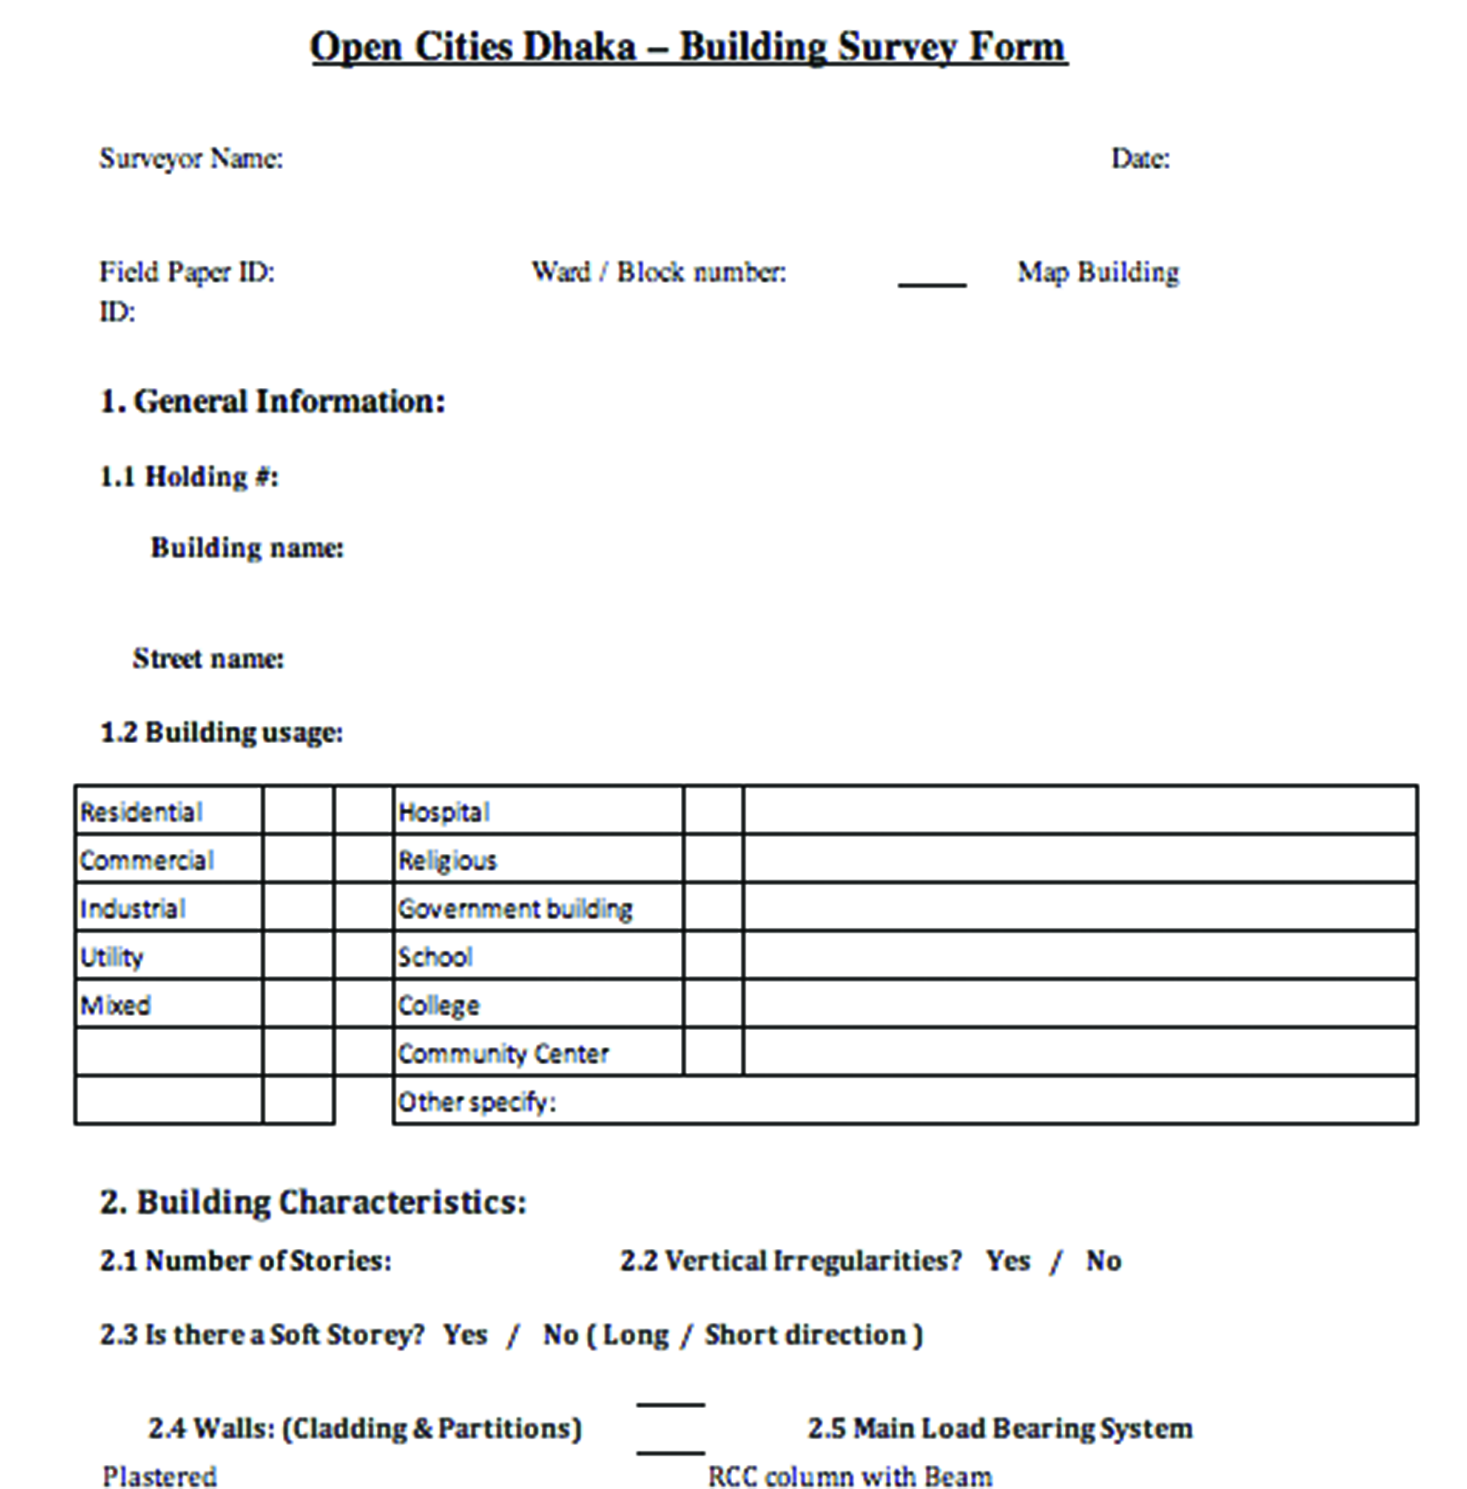 Open Cities Dhaka – Building Survey Form
Surveyor Name: Date:
Field Paper ID: Ward / Block number: ____ Map Building
ID:
1. General Information:
1.1 Holding #:
Building name:
Street name:
1.2 Building usage:
Residential Hospital
Commercial Religious
Industrial Government building
Utility School
Mixed College
Community Center
Other specify:
2. Building Characteristics:
2.1 Number of Stories: 2.2 Vertical Irregularities? Yes / No
2.3 Is there a Soft Storey? Yes / No ( Long / Short direction )
2.4 Walls: (Cladding & Partitions) 2.5 Main Load Bearing System
Plastered RCC column with Beam